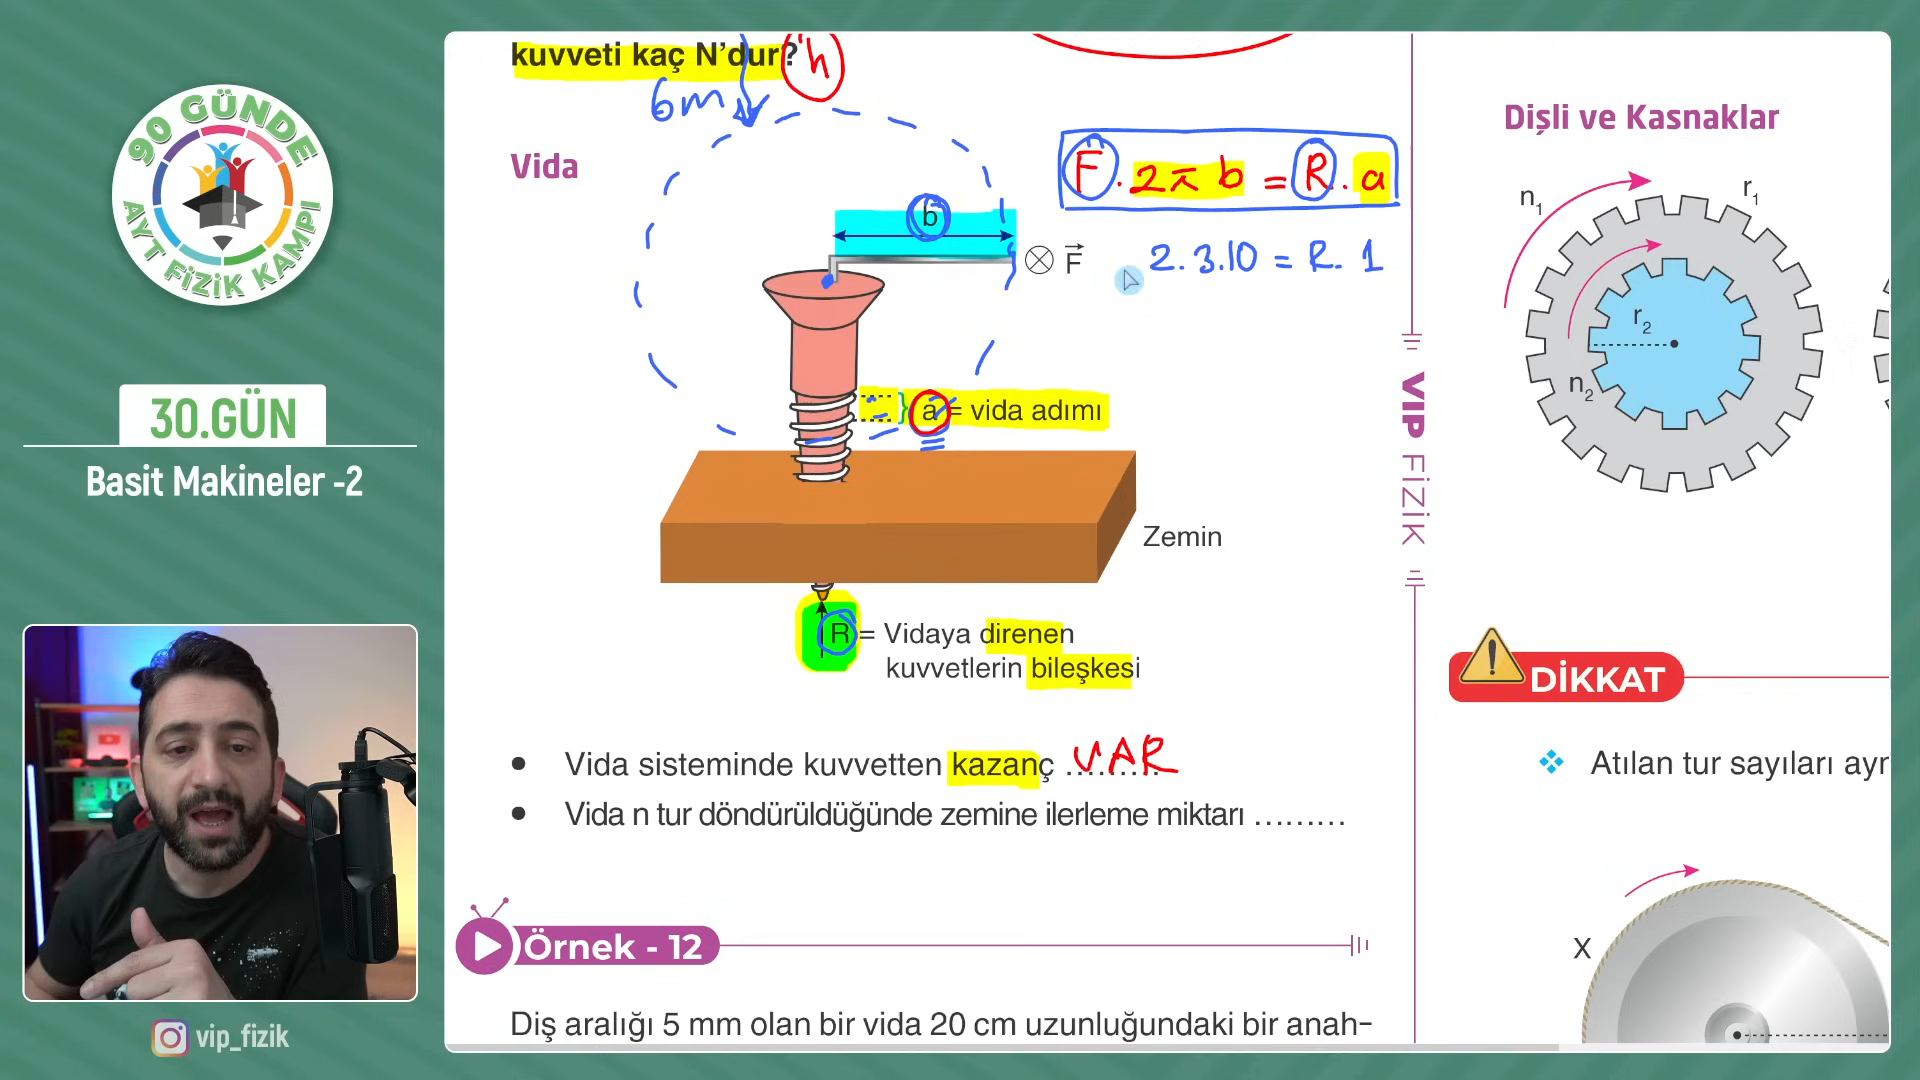 90 GÜNDE
AYT FİZİK KAMPI
30.GÜN
Basit Makineler -2
vip_fizik
kuvveti kaç N'dur?
h
6m
Vida
b
F
F . 2π b = R . a
2.3.10 = R. 1
a = vida adımı
Zemin
R = Vidaya direnen
kuvvetlerin bileşkesi
• Vida sisteminde kuvvetten kazanç ......... VAR
• Vida n tur döndürüldüğünde zemine ilerleme miktarı .........
Örnek - 12
Diş aralığı 5 mm olan bir vida 20 cm uzunluğundaki bir anah-
VIP FİZİK
Dişli ve Kasnaklar
n1
r1
r2
n2
DİKKAT
Atılan tur sayıları ayr
X